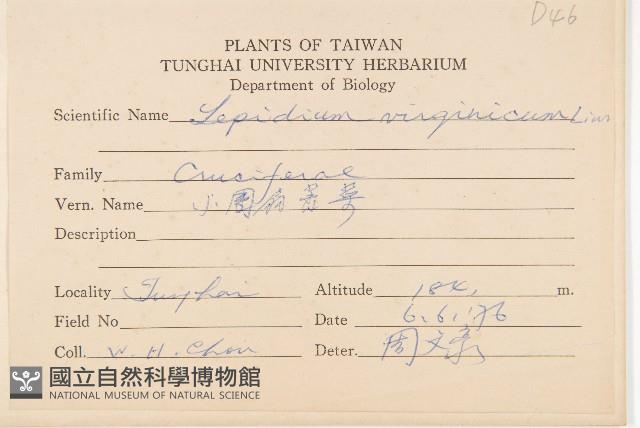 D46
PLANTS OF TAIWAN
TUNGHAI UNIVERSITY HERBARIUM
Department of Biology
Scientific Name Lepidium virginicum Linn
Family Cruciferae
Vern. Name 小團扇薺
Description
Locality Tunghai Altitude 184. m.
Field No Date 6.6.'76
Coll. W. H. Chou Deter. 周文豪
國立自然科學博物館
NATIONAL MUSEUM OF NATURAL SCIENCE